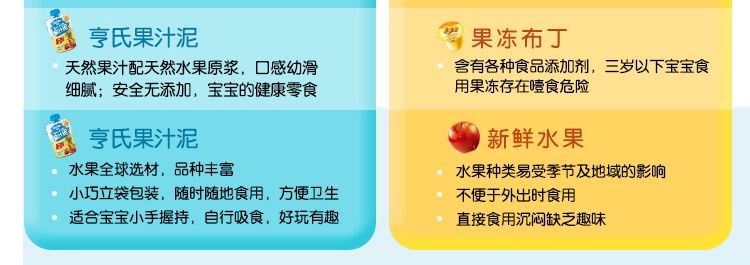 亨氏果汁泥
天然果汁配天然水果原浆，口感幼滑
细腻；安全无添加，宝宝的健康零食
亨氏果汁泥
水果全球选材，品种丰富
小巧立袋包装，随时随地食用，方便卫生
适合宝宝小手握持，自行吸食，好玩有趣
果冻布丁
含有各种食品添加剂，三岁以下宝宝食
用果冻存在噎食危险
新鲜水果
水果种类易受季节及地域的影响
不便于外出时食用
直接食用沉闷缺乏趣味